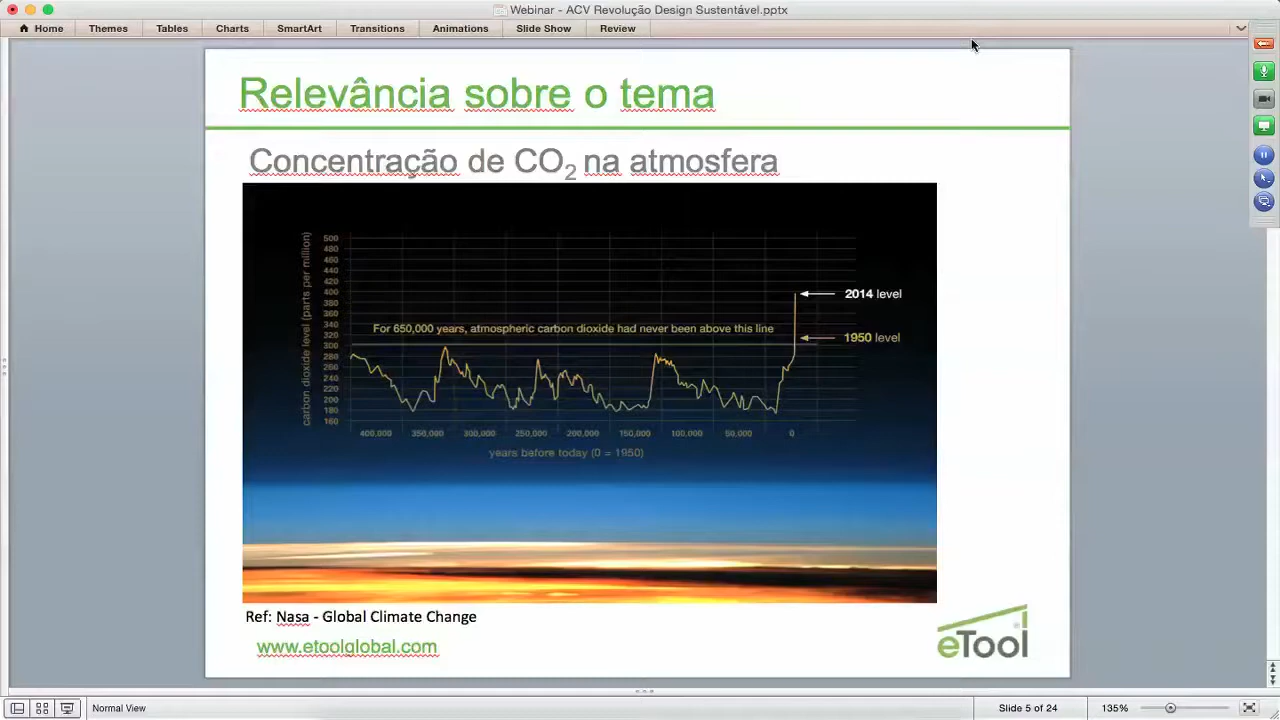 Webinar - ACV Revolução Design Sustentável.pptx
Home Themes Tables Charts SmartArt Transitions Animations Slide Show Review
Relevância sobre o tema
Concentração de CO₂ na atmosfera
carbon dioxide level (parts per million)
500
480
460
440
420
400
380
360
340
320
300
280
260
240
220
200
180
160
2014 level
For 650,000 years, atmospheric carbon dioxide had never been above this line
1950 level
400,000 350,000 300,000 250,000 200,000 150,000 100,000 50,000 0
years before today (0 = 1950)
Ref: Nasa - Global Climate Change
www.etoolglobal.com
eTool
Normal View
Slide 5 of 24
135%